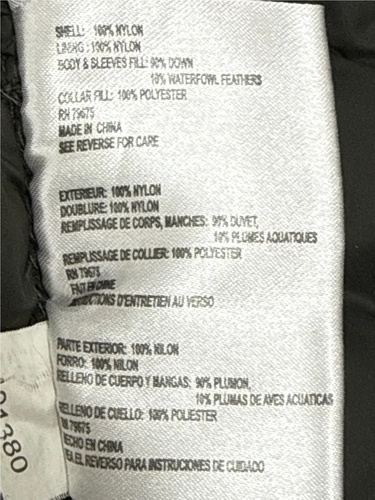 SHELL: 100% NYLON
LINING: 100% NYLON
BODY & SLEEVES FILL: 90% DOWN
10% WATERFOWL FEATHERS
COLLAR FILL: 100% POLYESTER
RN 79675
MADE IN CHINA
SEE REVERSE FOR CARE
EXTERIEUR: 100% NYLON
DOUBLURE: 100% NYLON
REMPLISSAGE DE CORPS, MANCHES: 90% DUVET,
10% PLUMES AQUATIQUES
REMPLISSAGE DE COLLIER: 100% POLYESTER
RN 79675
FAIT EN CHINE
D'ENTRETIEN AU VERSO
PARTE EXTERIOR: 100% NILON
FORRO: 100% NILON
RELLENO DE CUERPO Y MANGAS: 90% PLUMON,
10% PLUMAS DE AVES ACUATICAS
RELLENO DE CUELLO: 100% POLIESTER
RN 79675
HECHO EN CHINA
EL REVERSO PARA INSTRUCCIONES DE CUIDADO
1380